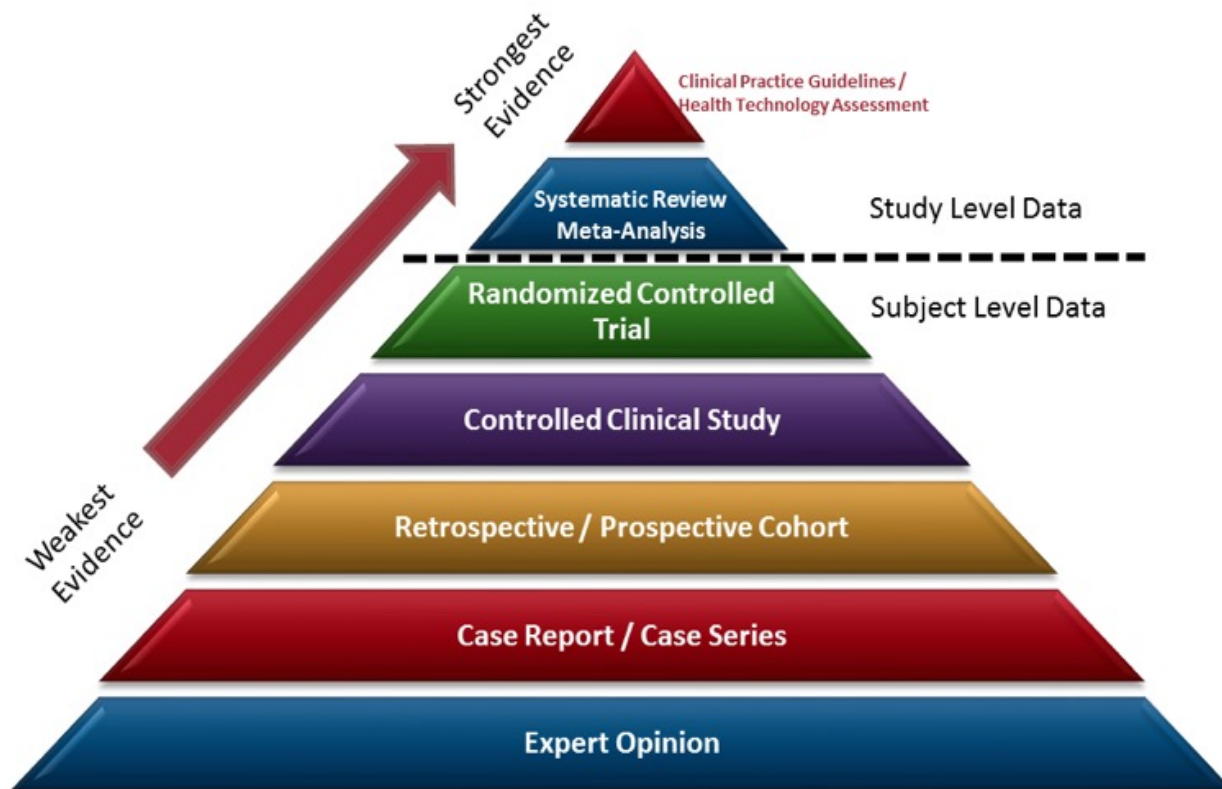 Strongest
Evidence
Clinical Practice Guidelines /
Health Technology Assessment
Systematic Review
Meta-Analysis
Study Level Data
Randomized Controlled
Trial
Subject Level Data
Controlled Clinical Study
Retrospective / Prospective Cohort
Weakest
Evidence
Case Report / Case Series
Expert Opinion